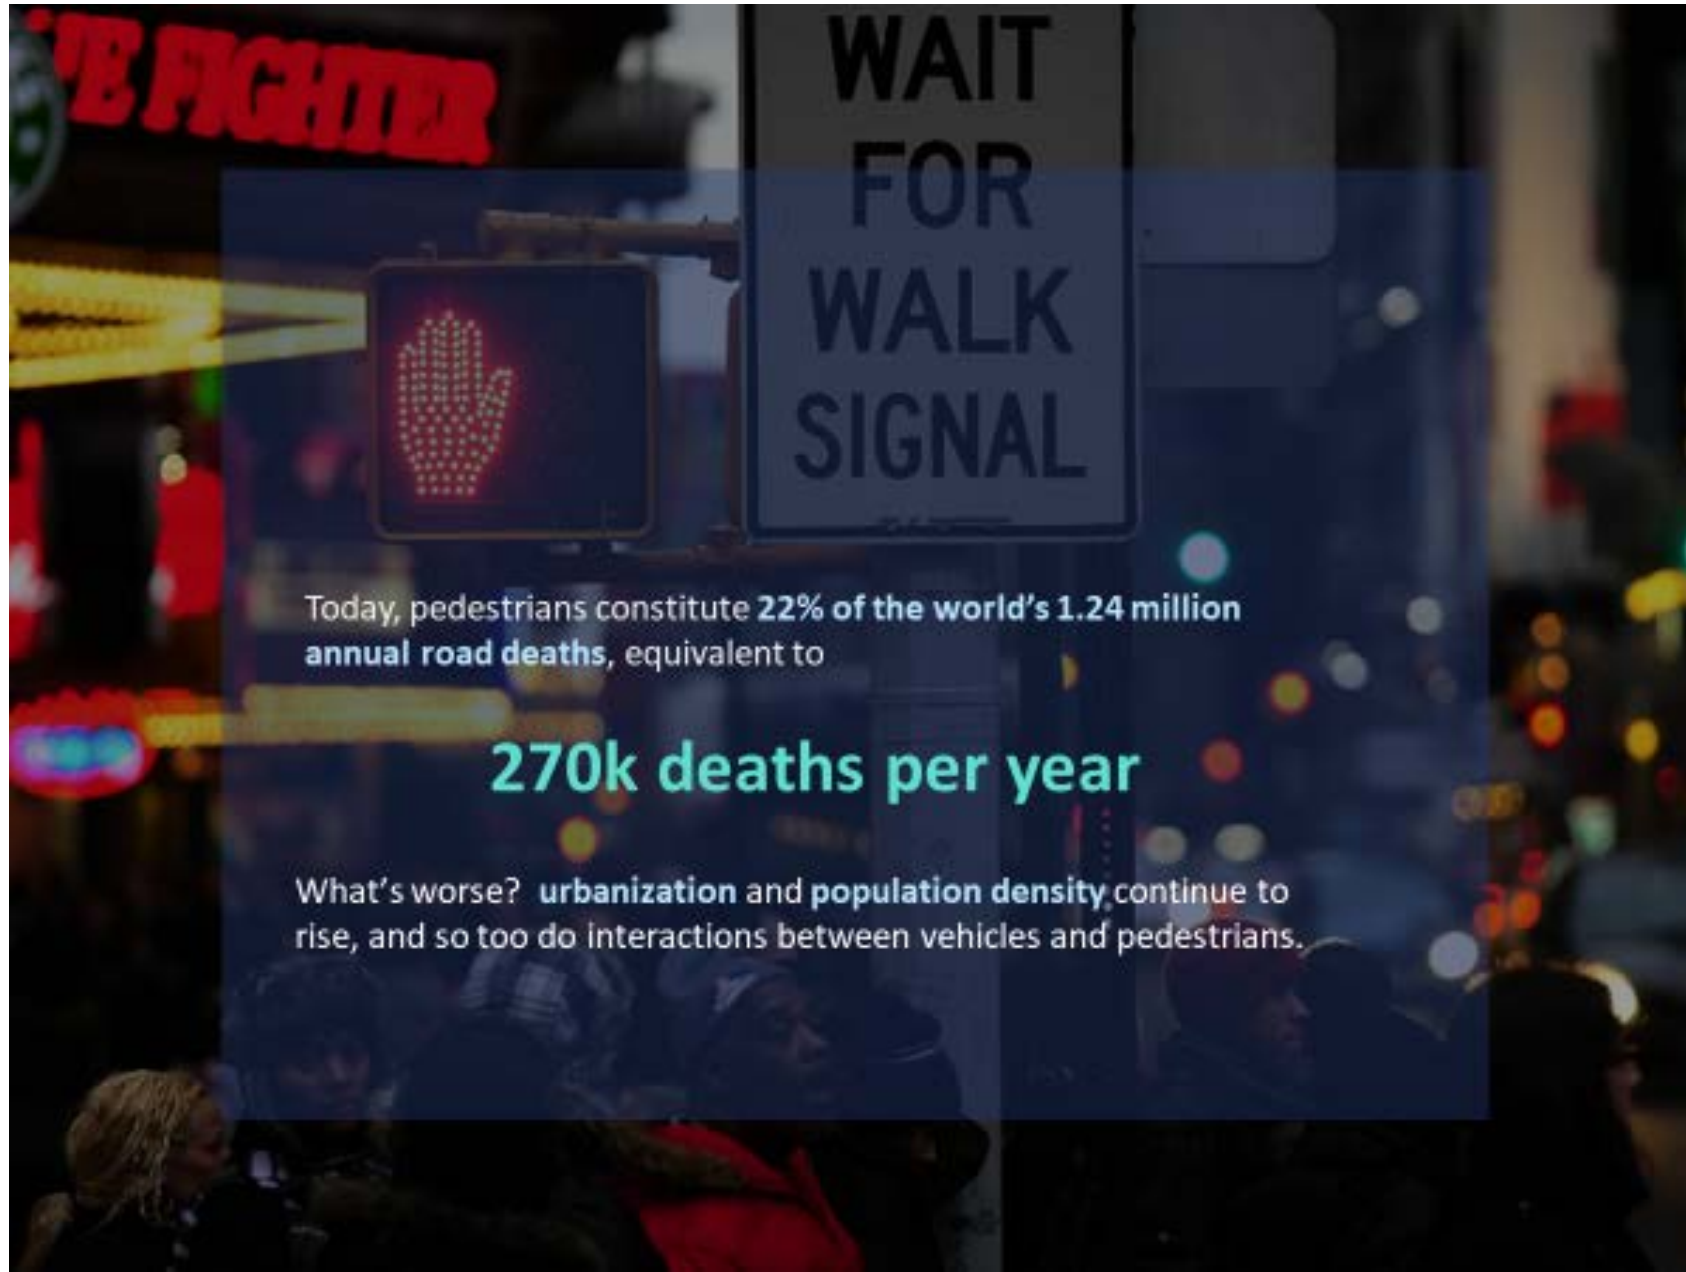 TE FIGHTER
WAIT
FOR
WALK
SIGNAL
Today, pedestrians constitute 22% of the world's 1.24 million
annual road deaths, equivalent to
270k deaths per year
What's worse?  urbanization and population density continue to
rise, and so too do interactions between vehicles and pedestrians.